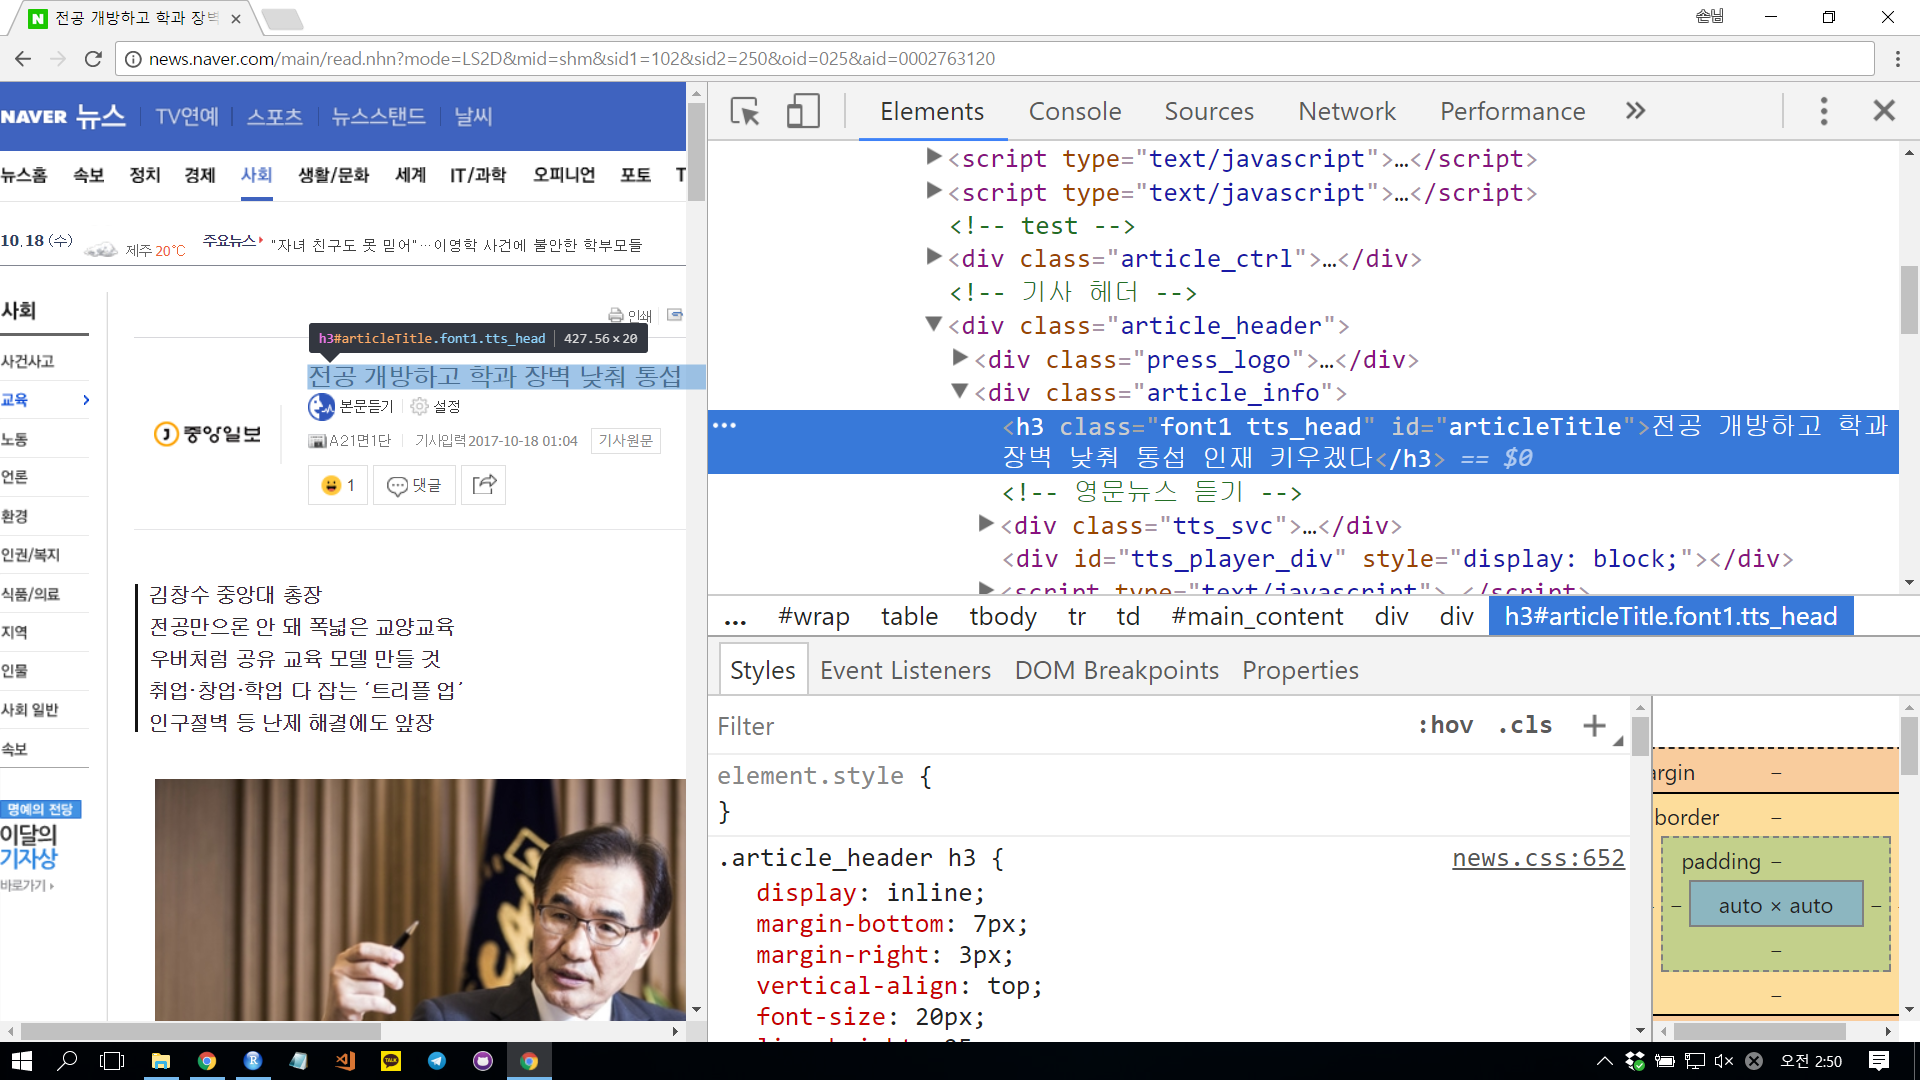 전공 개방하고 학과 장벽
손님
news.naver.com/main/read.nhn?mode=LS2D&mid=shm&sid1=102&sid2=250&oid=025&aid=0002763120
NAVER 뉴스 TV연예 스포츠 뉴스스탠드 날씨
뉴스홈 속보 정치 경제 사회 생활/문화 세계 IT/과학 오피니언 포토 T
10.18 (수) 제주 20℃ 주요뉴스 "자녀 친구도 못 믿어"…이영학 사건에 불안한 학부모들
사회
사건사고
교육
노동
언론
환경
인권/복지
식품/의료
지역
인물
사회 일반
속보
명예의 전당
이달의
기자상
바로가기
인쇄
h3#articleTitle.font1.tts_head 427.56×20
전공 개방하고 학과 장벽 낮춰 통섭
본문듣기 설정
중앙일보
A21면1단 기사입력 2017-10-18 01:04 기사원문
1 댓글
김창수 중앙대 총장
전공만으론 안 돼 폭넓은 교양교육
우버처럼 공유 교육 모델 만들 것
취업·창업·학업 다 잡는 ‘트리플 업’
인구절벽 등 난제 해결에도 앞장
Elements Console Sources Network Performance »
<script type="text/javascript">…</script>
<script type="text/javascript">…</script>
<!-- test -->
<div class="article_ctrl">…</div>
<!-- 기사 헤더 -->
<div class="article_header">
<div class="press_logo">…</div>
<div class="article_info">
<h3 class="font1 tts_head" id="articleTitle">전공 개방하고 학과
장벽 낮춰 통섭 인재 키우겠다</h3> == $0
<!-- 영문뉴스 듣기 -->
<div class="tts_svc">…</div>
<div id="tts_player_div" style="display: block;"></div>
<script type="text/javascript">…</script>
... #wrap table tbody tr td #main_content div div h3#articleTitle.font1.tts_head
Styles Event Listeners DOM Breakpoints Properties
Filter :hov .cls +
element.style {
}
.article_header h3 { news.css:652
display: inline;
margin-bottom: 7px;
margin-right: 3px;
vertical-align: top;
font-size: 20px;
argin –
border –
padding –
– auto × auto –
–
–
TALK
오전 2:50